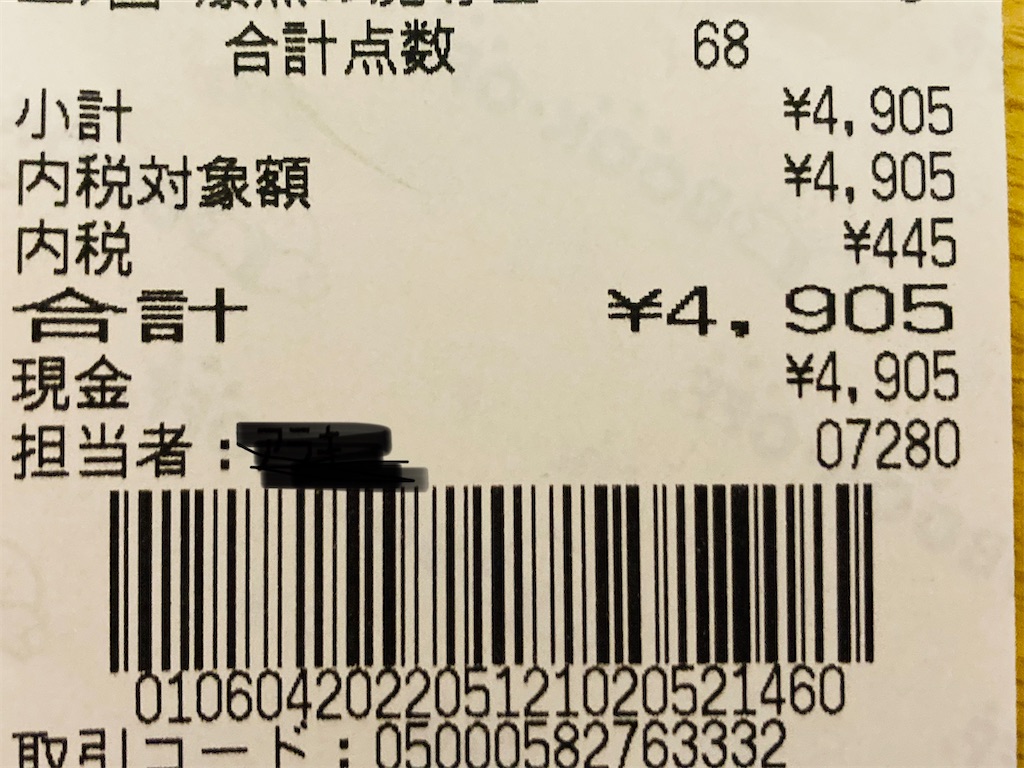 合計点数 68
小計 ¥4,905
内税対象額 ¥4,905
内税 ¥445
合計 ¥4,905
現金 ¥4,905
担当者: 07280
010604202205121020521460
取引コード: 05000582763332